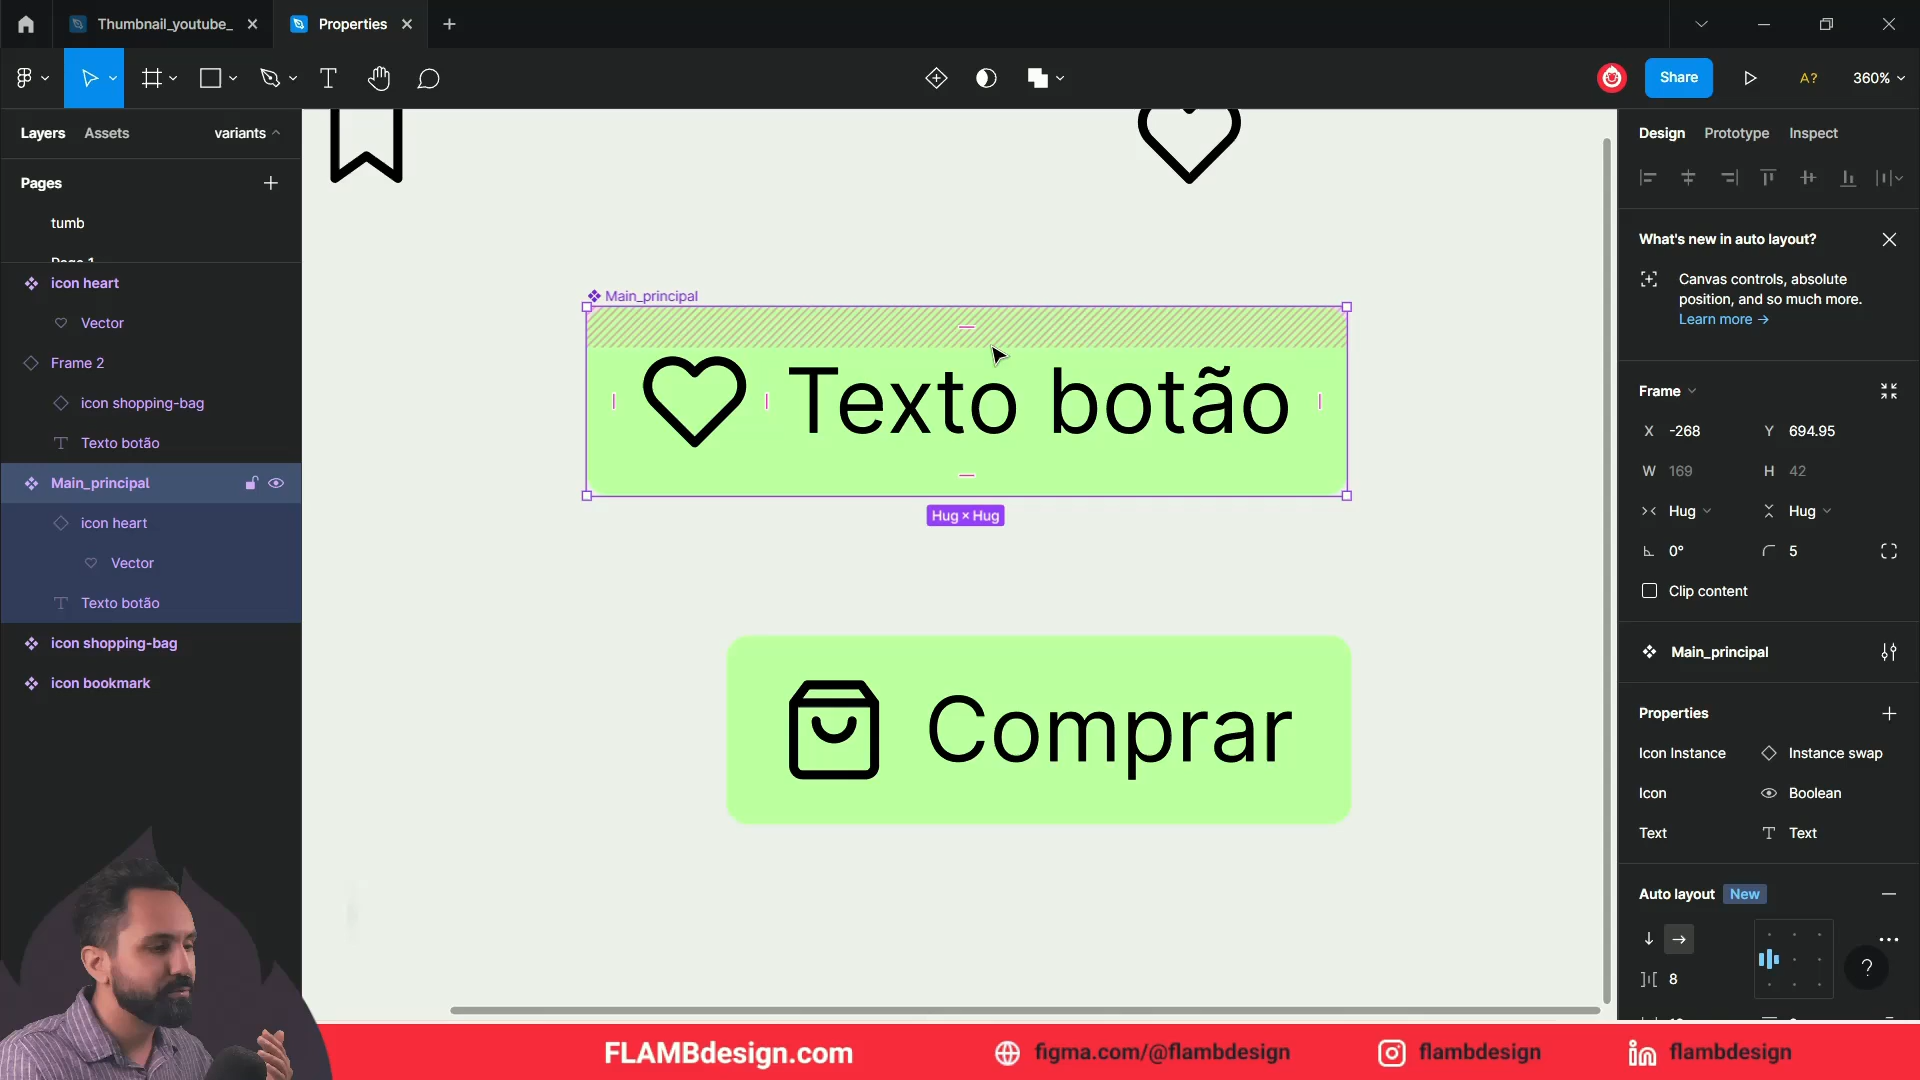 Thumbnail_youtube_
Properties
Share
A?
360%
Layers
Assets
variants
Design
Prototype
Inspect
Pages
tumb
Page 1
icon heart
Vector
Frame 2
icon shopping-bag
Texto botão
Main_principal
icon heart
Vector
Texto botão
icon shopping-bag
icon bookmark
Main_principal
Texto botão
Hug × Hug
Comprar
What's new in auto layout?
Canvas controls, absolute
position, and so much more.
Learn more →
Frame
X -268 Y 694.95
W 169 H 42
Hug Hug
0° 5
Clip content
Main_principal
Properties
Icon Instance Instance swap
Icon Boolean
Text T Text
Auto layout New
8
?
FLAMBdesign.com
figma.com/@flambdesign
flambdesign
flambdesign